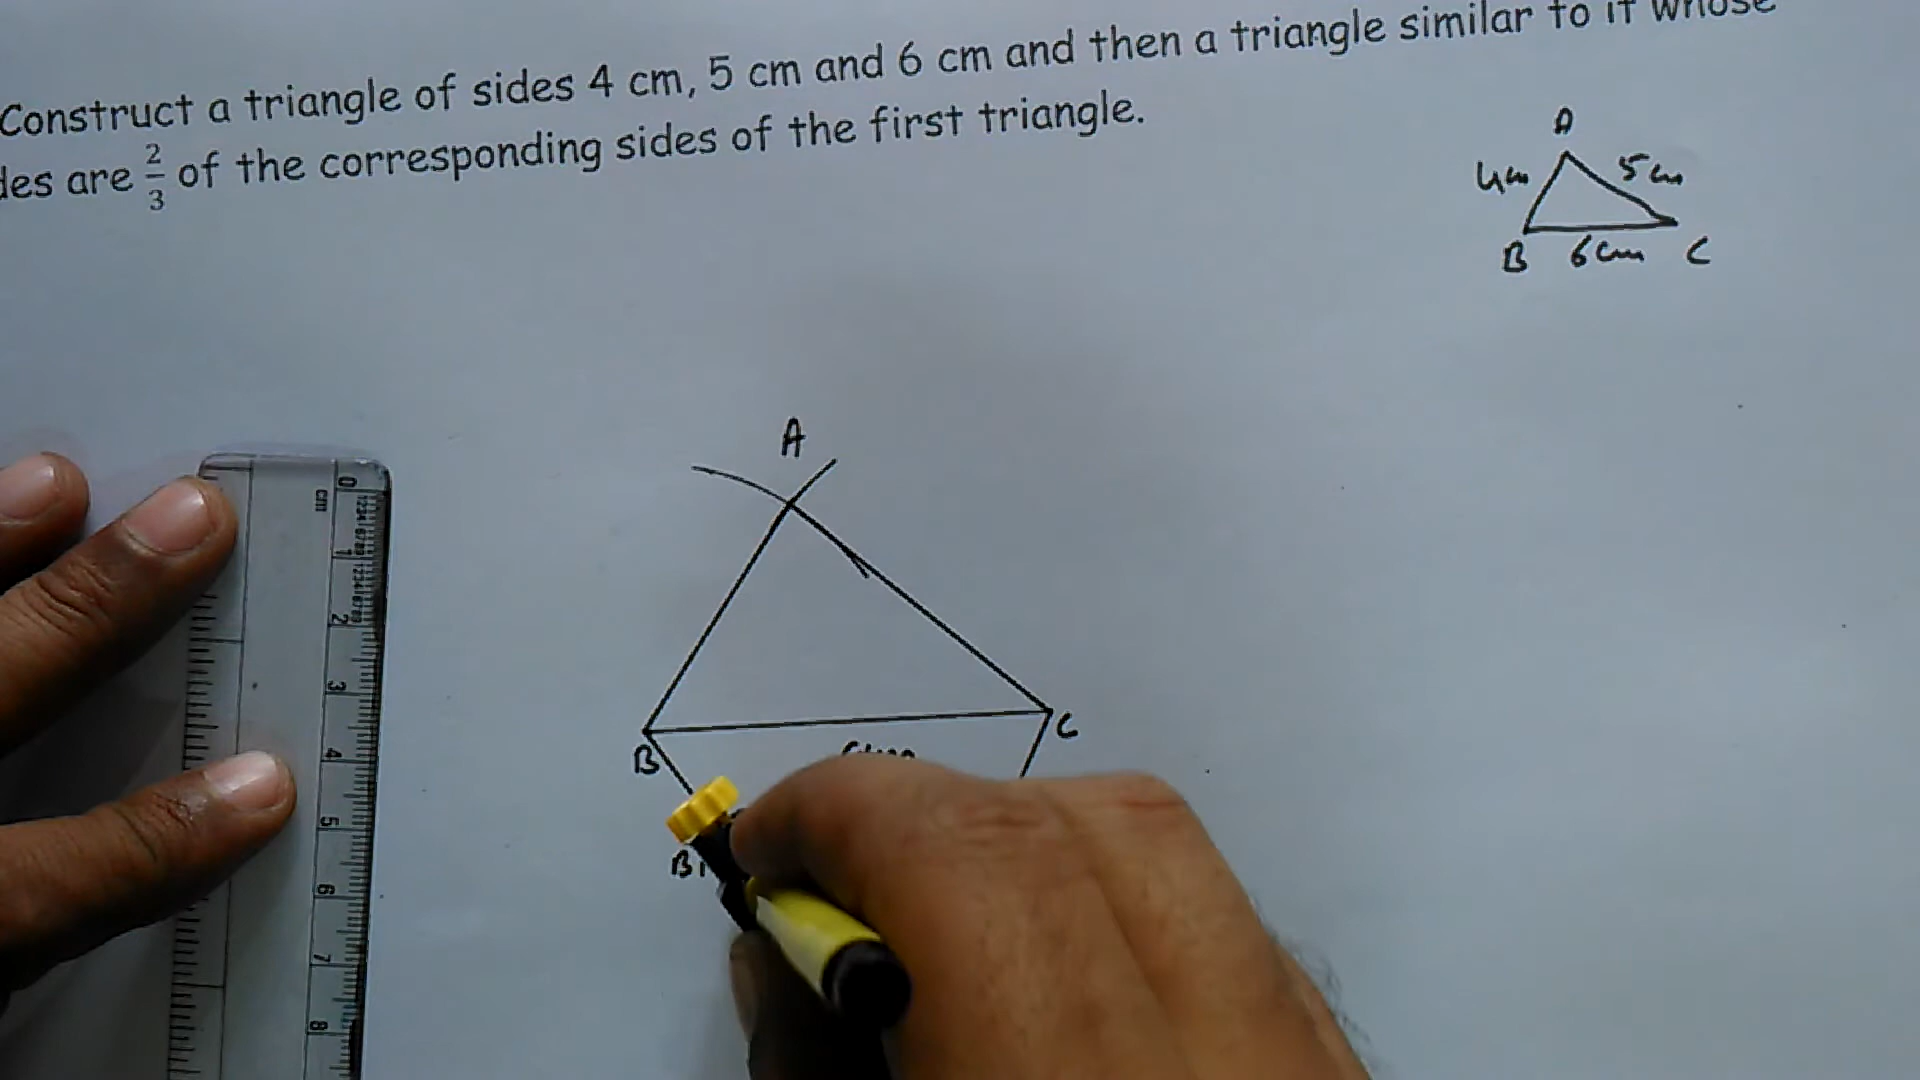 Construct a triangle of sides 4 cm, 5 cm and 6 cm and then a triangle similar to it whose
des are 2/3 of the corresponding sides of the first triangle.
A
4cm 5cm
B 6cm C
A
B C
B1
0
cm
1
2
3
4
5
6
7
8